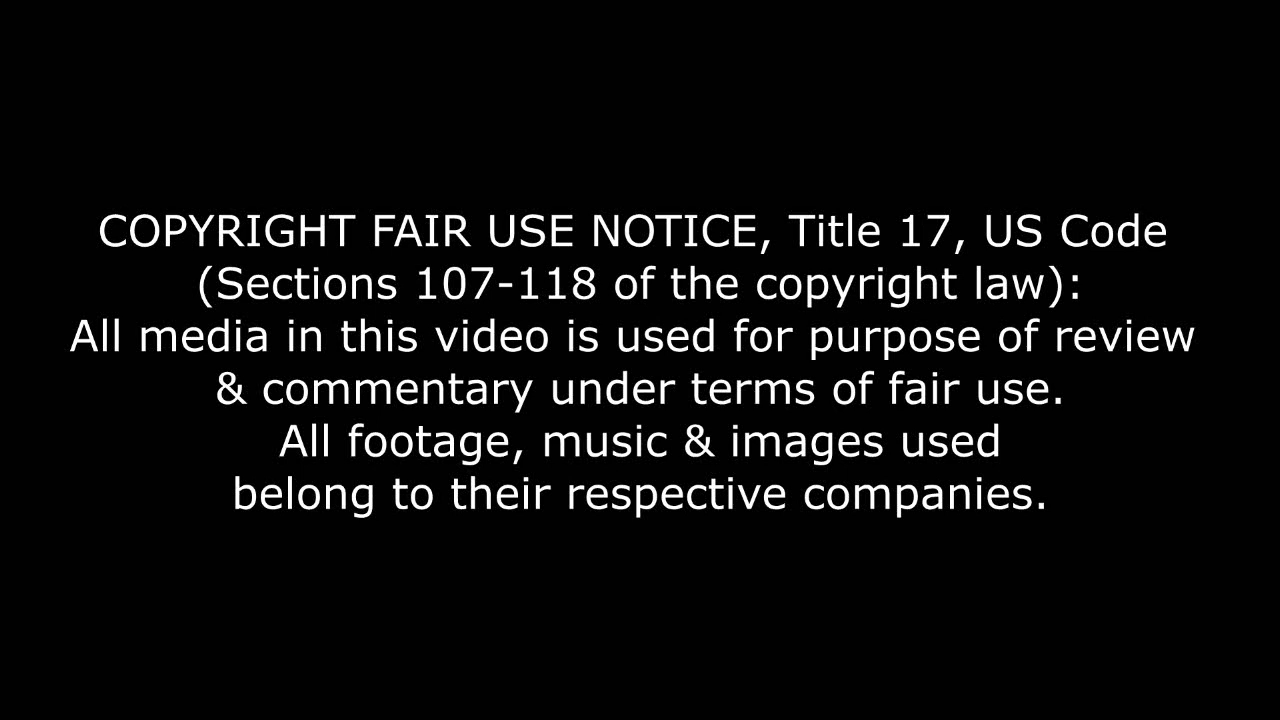 COPYRIGHT FAIR USE NOTICE, Title 17, US Code
(Sections 107-118 of the copyright law):
All media in this video is used for purpose of review
& commentary under terms of fair use.
All footage, music & images used
belong to their respective companies.